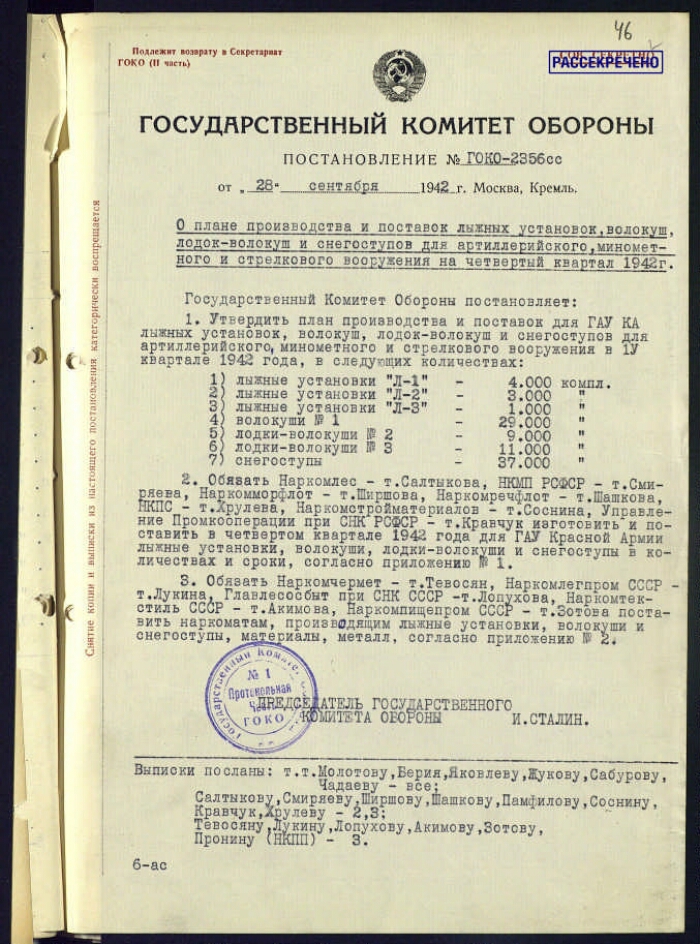 46
Подлежит возврату в Секретариат
ГОКО (II часть)
РАССЕКРЕЧЕНО
ГОСУДАРСТВЕННЫЙ КОМИТЕТ ОБОРОНЫ
ПОСТАНОВЛЕНИЕ № ГОКО-2356сс
от „ 28 " сентября 1942 г. Москва, Кремль.
О плане производства и поставок лыжных установок, волокуш,
лодок-волокуш и снегоступов для артиллерийского, миномет-
ного и стрелкового вооружения на четвертый квартал 1942г.
Государственный Комитет Обороны постановляет:
1. Утвердить план производства и поставок для ГАУ КА
лыжных установок, волокуш, лодок-волокуш и снегоступов для
артиллерийского, минометного и стрелкового вооружения в 1У
квартале 1942 года, в следующих количествах:
1) лыжные установки "Л-1" - 4.000 компл.
2) лыжные установки "Л-2" - 3.000 "
3) лыжные установки "Л-3" - 1.000 "
4) волокуши № 1 - 29.000 "
5) лодки-волокуши № 2 - 9.000 "
6) лодки-волокуши № 3 - 11.000 "
7) снегоступы - 37.000 "
2. Обязать Наркомлес - т.Салтыкова, НКМП РСФСР - т.Сми-
ряева, Наркомморфлот - т.Ширшова, Наркомречфлот - т.Шашкова,
НКПС - т.Хрулева, Наркомстройматериалов - т.Соснина, Управле-
ние Промкооперации при СНК РСФСР - т.Кравчук изготовить и по-
ставить в четвертом квартале 1942 года для ГАУ Красной Армии
лыжные установки, волокуши, лодки-волокуши и снегоступы в ко-
личествах и сроки, согласно приложению № 1.
3. Обязать Наркомчермет - т.Тевосян, Наркомлегпром СССР -
т.Лукина, Главлесосбыт при СНК СССР -т.Лопухова, Наркомтек-
стиль СССР - т.Акимова, Наркомпищепром СССР - т.Зотова поста-
вить наркоматам, производящим лыжные установки, волокуши и
снегоступы, материалы, металл, согласно приложению № 2.
Государственный Комитет
№ 1
Протокольная
Часть
ГОКО
ПРЕДСЕДАТЕЛЬ ГОСУДАРСТВЕННОГО
КОМИТЕТА ОБОРОНЫ И.СТАЛИН.
Выписки посланы: т.т.Молотову,Берия,Яковлеву,Жукову,Сабурову,
Чадаеву - все;
Салтыкову,Смиряеву,Ширшову,Шашкову,Памфилову,Соснину,
Кравчук,Хрулеву - 2,3;
Тевосяну,Лукину,Лопухову,Акимову,Зотову,
Пронину (НКПП) - 3.
6-ас
Снятие копии и выписки из настоящего постановления категорически воспрещается